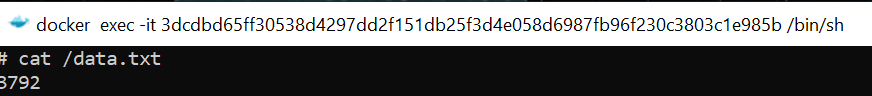 docker  exec -it 3dcdbd65ff30538d4297dd2f151db25f3d4e058d6987fb96f230c3803c1e985b /bin/sh
# cat /data.txt
3792